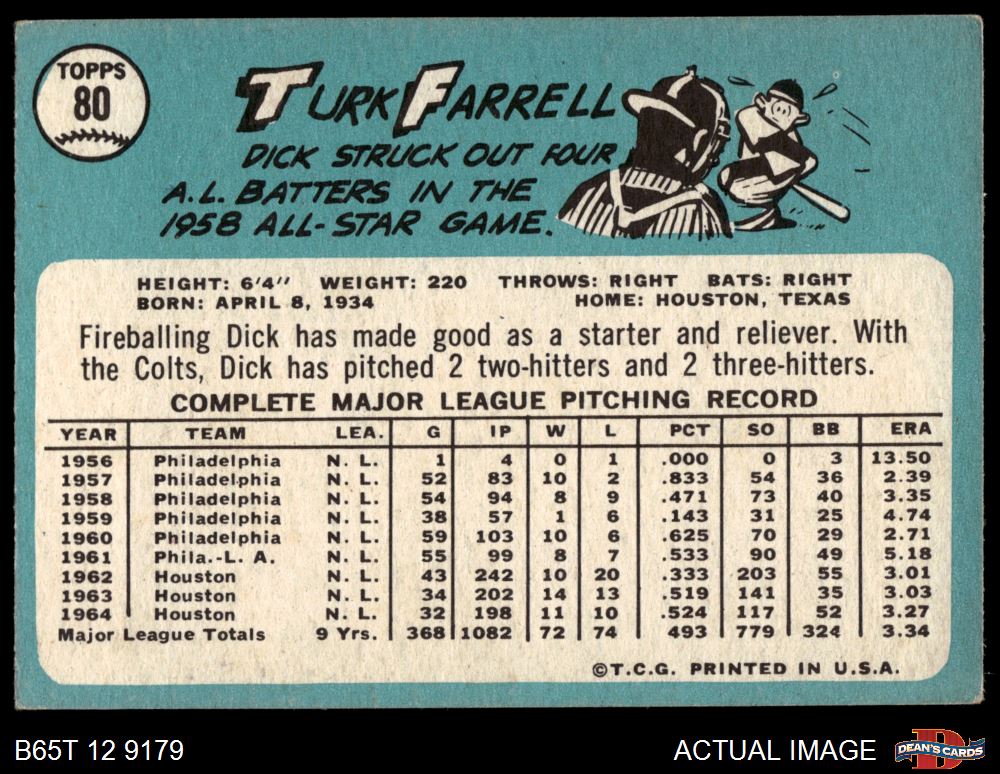 TOPPS
80
TURK FARRELL
DICK STRUCK OUT FOUR
A.L. BATTERS IN THE
1958 ALL-STAR GAME.
HEIGHT: 6'4" WEIGHT: 220 THROWS: RIGHT BATS: RIGHT
BORN: APRIL 8, 1934 HOME: HOUSTON, TEXAS
Fireballing Dick has made good as a starter and reliever. With
the Colts, Dick has pitched 2 two-hitters and 2 three-hitters.
COMPLETE MAJOR LEAGUE PITCHING RECORD
YEAR TEAM LEA. G IP W L PCT SO BB ERA
1956 Philadelphia N. L. 1 4 0 1 .000 0 3 13.50
1957 Philadelphia N. L. 52 83 10 2 .833 54 36 2.39
1958 Philadelphia N. L. 54 94 8 9 .471 73 40 3.35
1959 Philadelphia N. L. 38 57 1 6 .143 31 25 4.74
1960 Philadelphia N. L. 59 103 10 6 .625 70 29 2.71
1961 Phila.-L. A. N. L. 55 99 8 7 .533 90 49 5.18
1962 Houston N. L. 43 242 10 20 .333 203 55 3.01
1963 Houston N. L. 34 202 14 13 .519 141 35 3.03
1964 Houston N. L. 32 198 11 10 .524 117 52 3.27
Major League Totals 9 Yrs. 368 1082 72 74 493 779 324 3.34
©T.C.G. PRINTED IN U.S.A.
B65T 12 9179 ACTUAL IMAGE
D
DEAN'S CARDS